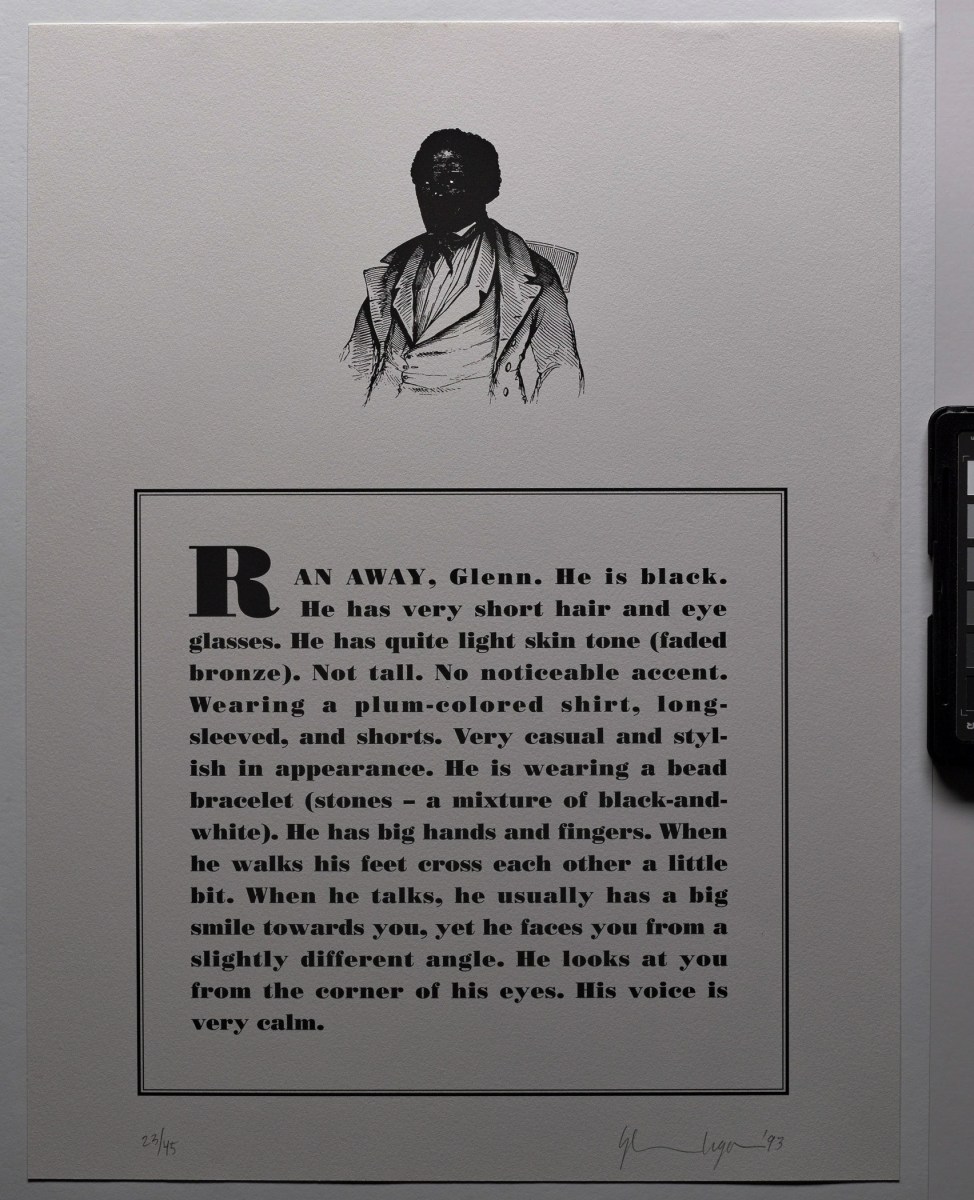 RAN AWAY, Glenn. He is black.
He has very short hair and eye
glasses. He has quite light skin tone (faded
bronze). Not tall. No noticeable accent.
Wearing a plum-colored shirt, long-
sleeved, and shorts. Very casual and styl-
ish in appearance. He is wearing a bead
bracelet (stones – a mixture of black-and-
white). He has big hands and fingers. When
he walks his feet cross each other a little
bit. When he talks, he usually has a big
smile towards you, yet he faces you from a
slightly different angle. He looks at you
from the corner of his eyes. His voice is
very calm.
23/45
Glenn Ligon '93